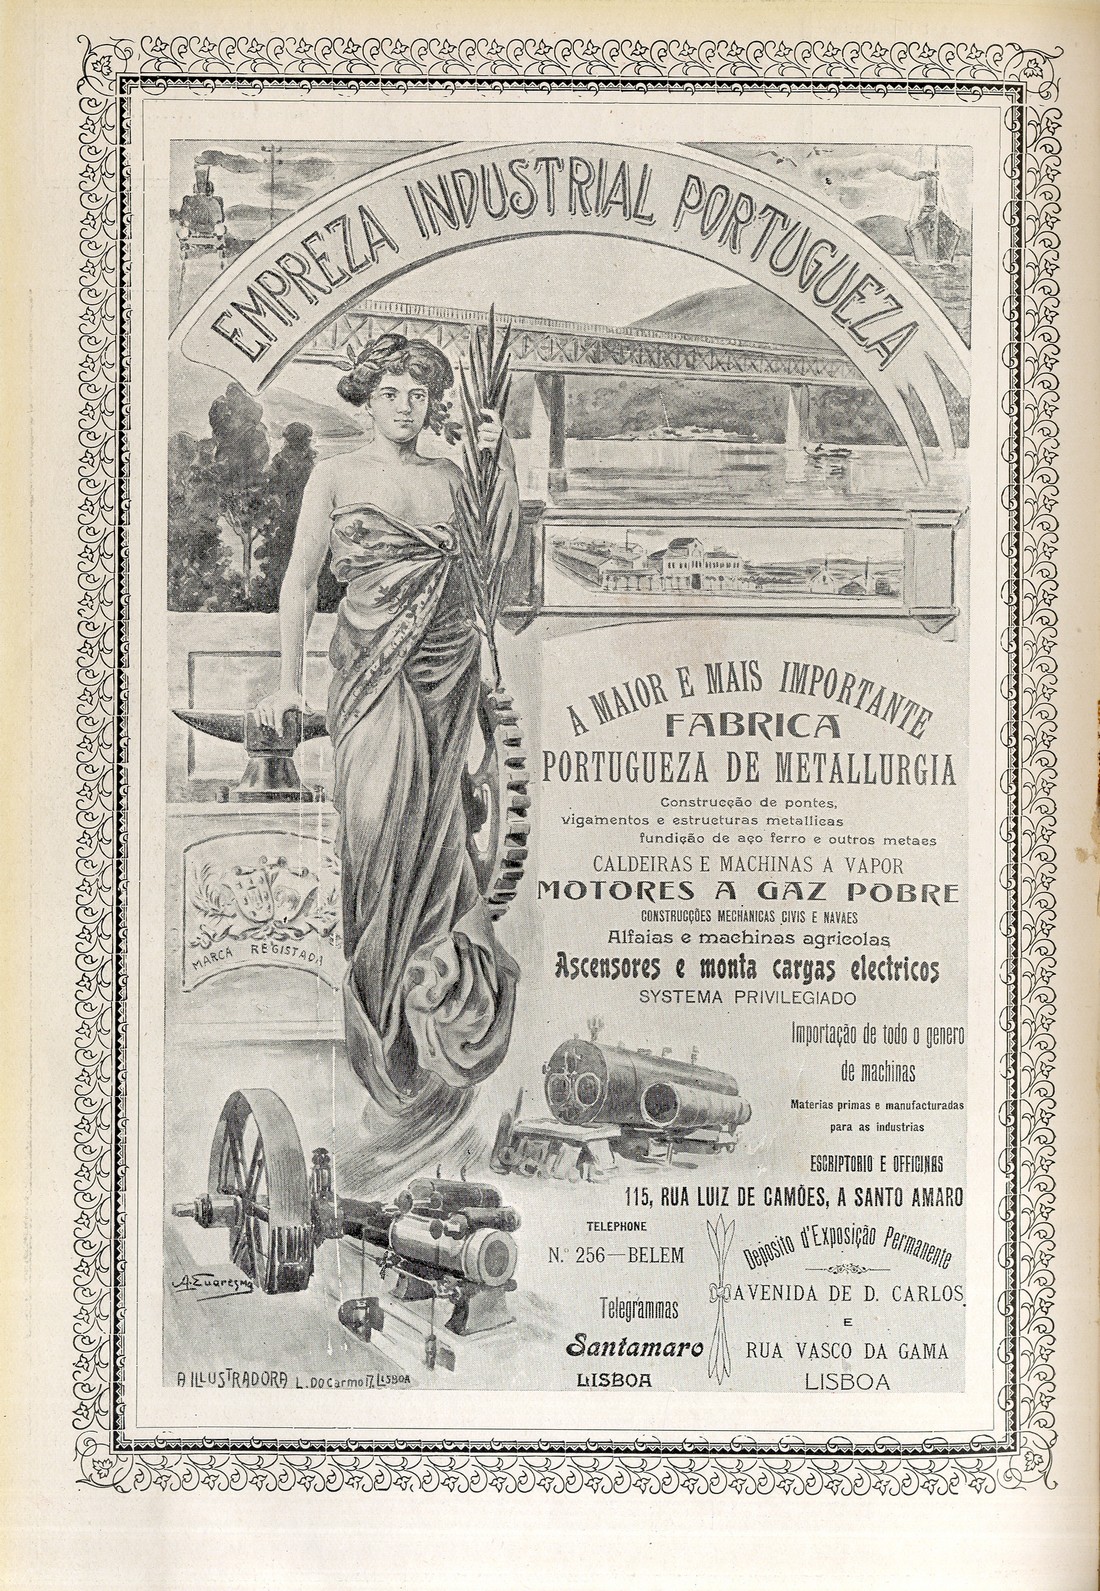 EMPREZA INDUSTRIAL PORTUGUEZA
A MAIOR E MAIS IMPORTANTE
FABRICA
PORTUGUEZA DE METALLURGIA
Construcção de pontes,
vigamentos e estructuras metallicas
fundição de aço ferro e outros metaes
CALDEIRAS E MACHINAS A VAPOR
MOTORES A GAZ POBRE
CONSTRUCÇÕES MECHANICAS CIVIS E NAVAES
Alfaias e machinas agricolas
Ascensores e monta cargas electricos
SYSTEMA PRIVILEGIADO
MARCA REGISTADA
Importação de todo o genero
de machinas
Materias primas e manufacturadas
para as industrias
ESCRIPTORIO E OFFICINAS
115, RUA LUIZ DE CAMÕES, A SANTO AMARO
TELEPHONE
N.º 256—BELEM
Telegrammas
Santamaro
LISBOA
Deposito d'Exposição Permanente
AVENIDA DE D. CARLOS
E
RUA VASCO DA GAMA
LISBOA
A ILLUSTRADORA L. DO Carmo 17, LISBOA